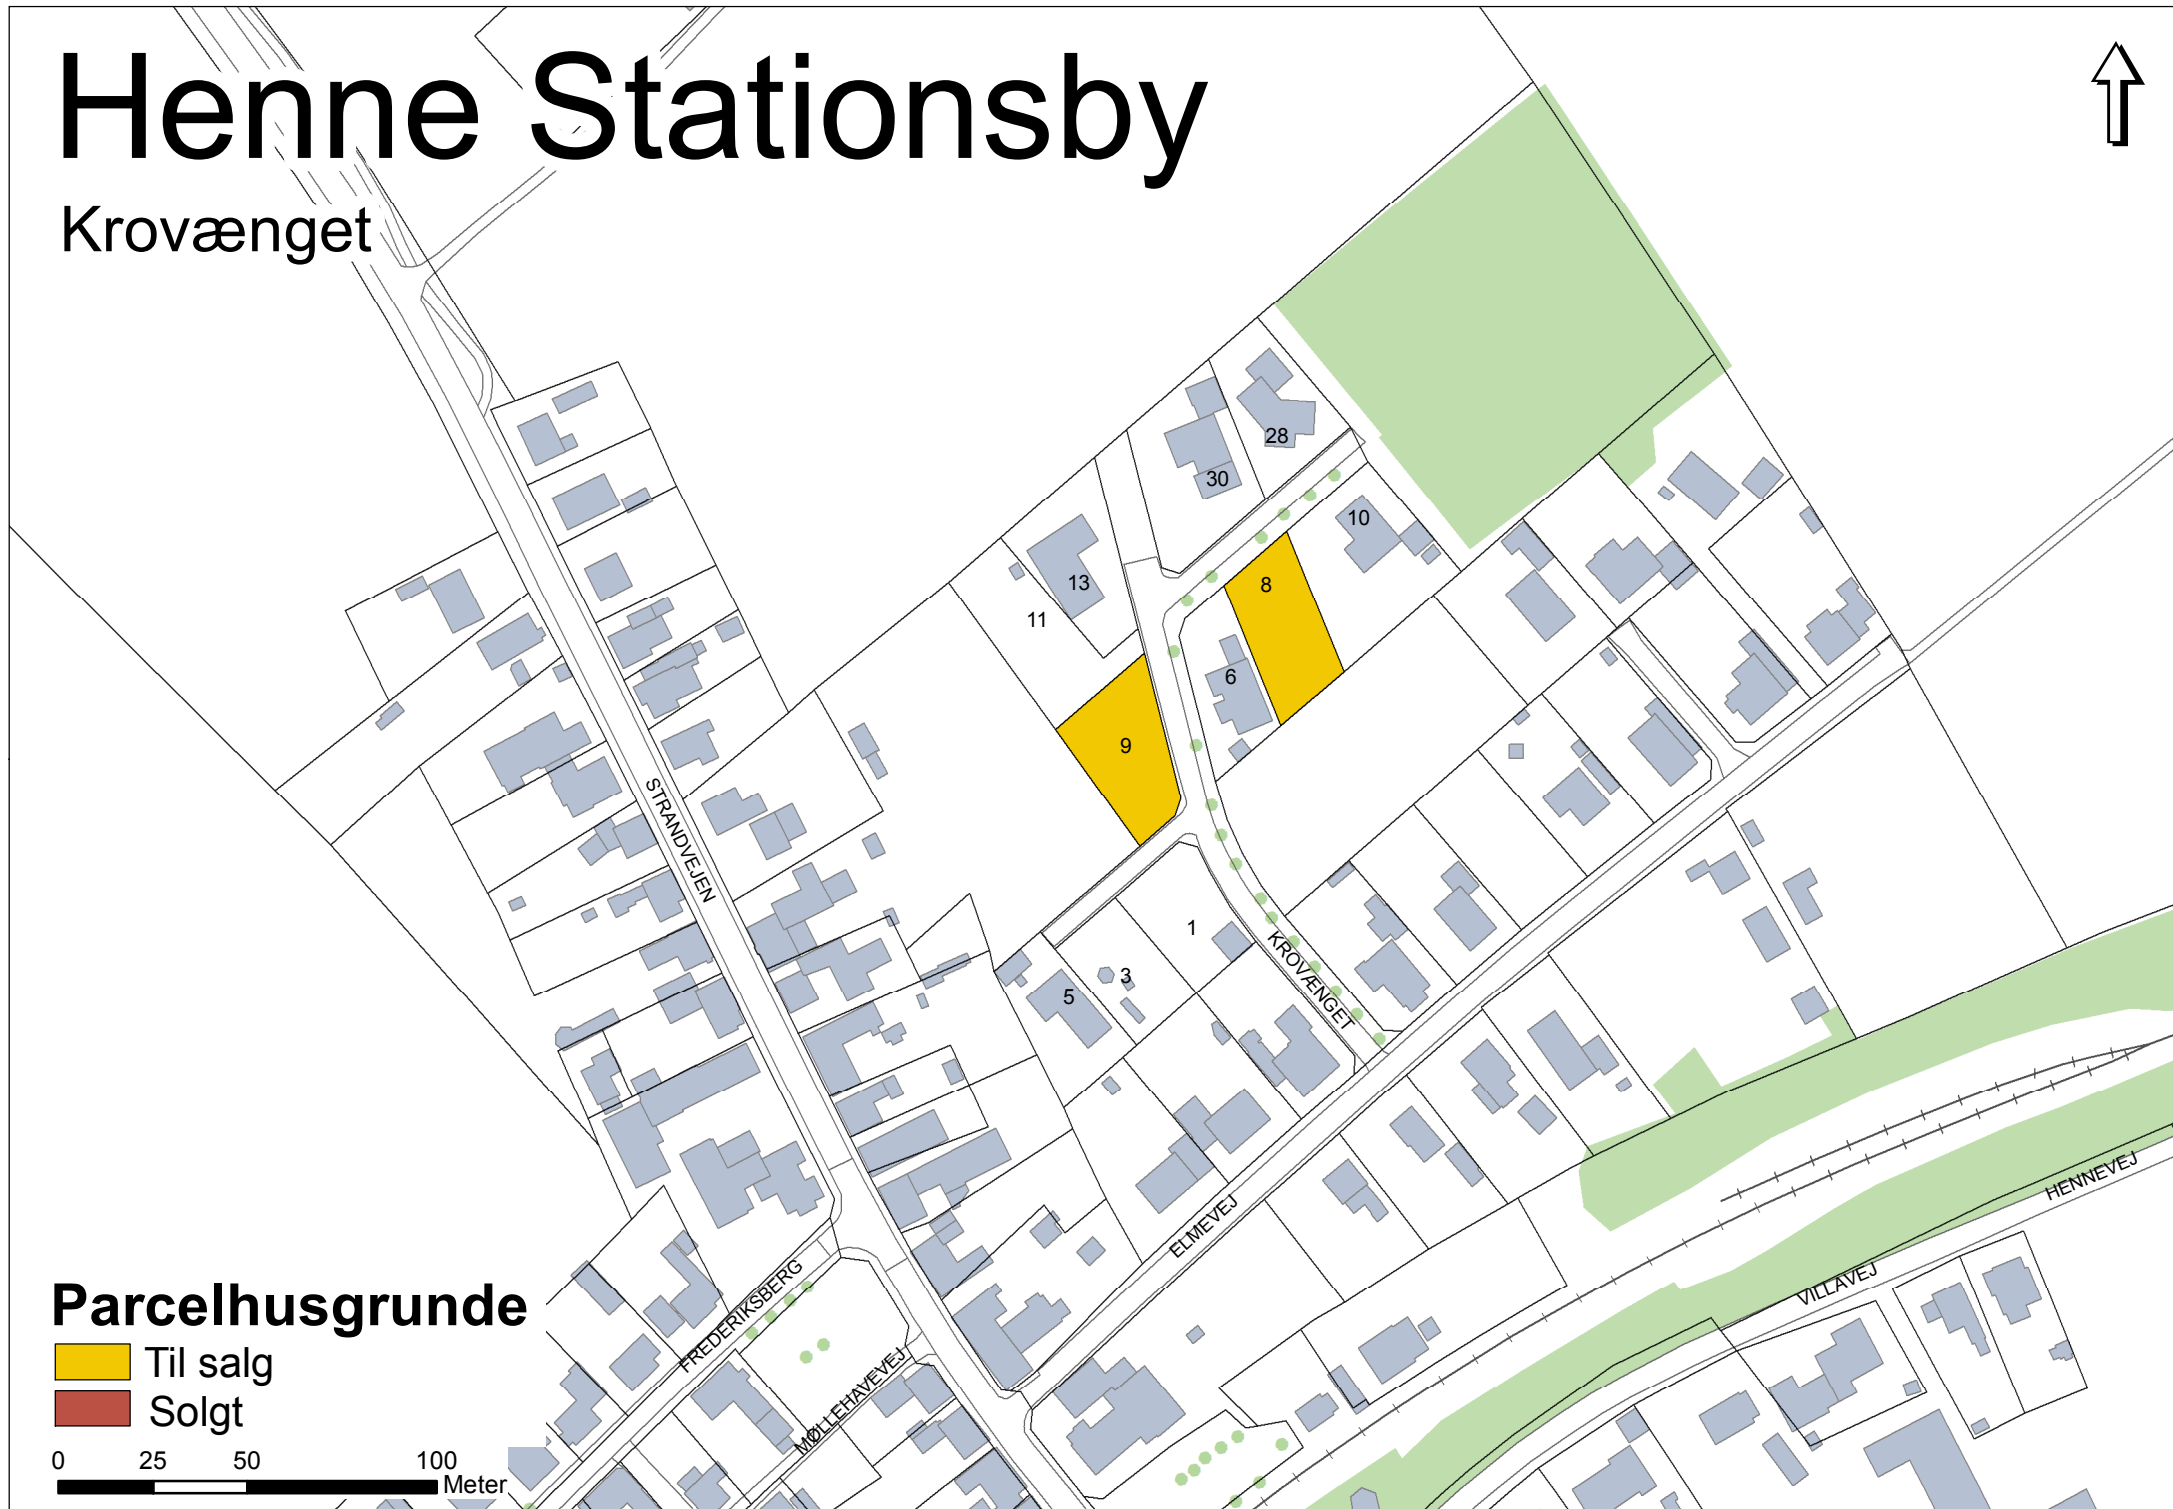 Henne Stationsby
Krovænget
28
30
10
13
8
11
6
9
STRANDVEJEN
1
KROVÆNGET
3
5
HENNEVEJ
ELMEVEJ
VILLAVEJ
FREDERIKSBERG
MØLLEHAVEVEJ
Parcelhusgrunde
Til salg
Solgt
0 25 50 100
Meter